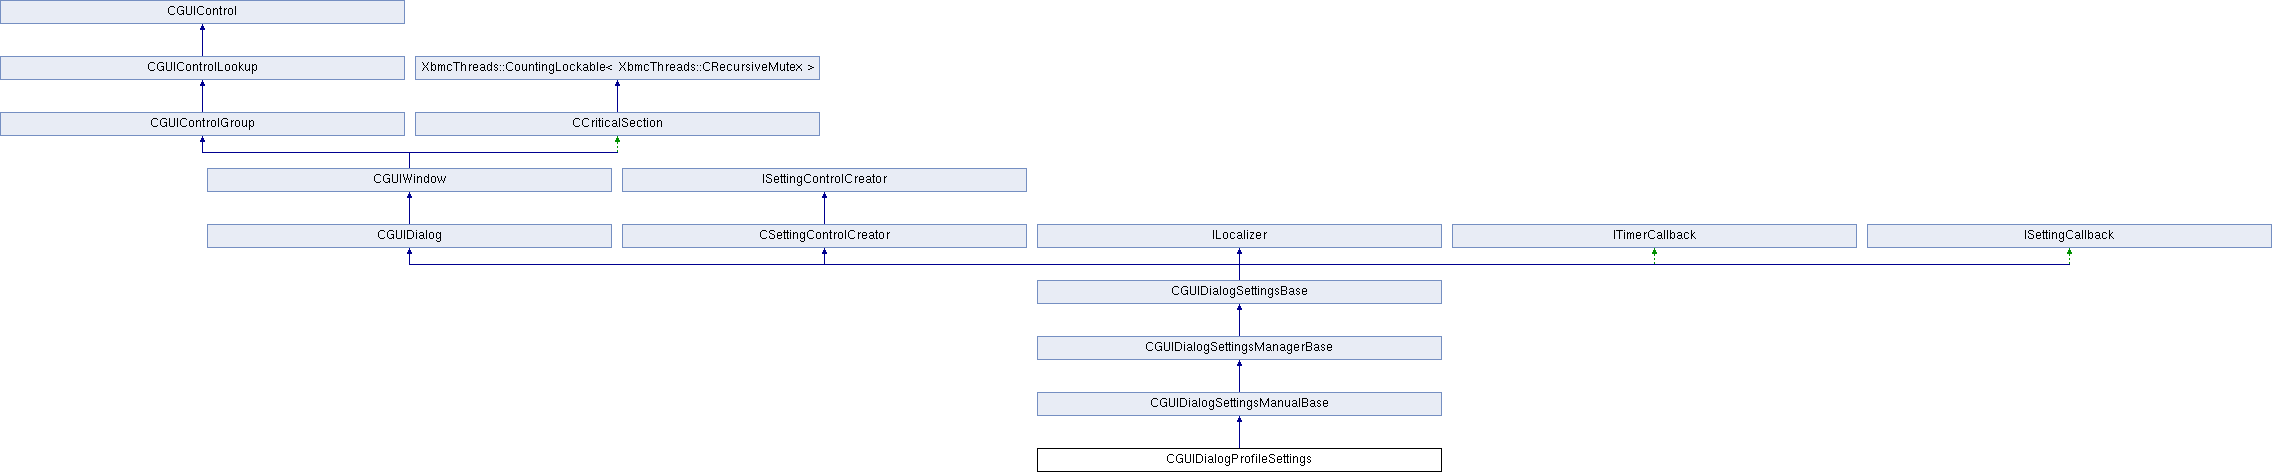 CGUIControl
CGUIControlLookup
XbmcThreads::CountingLockable< XbmcThreads::CRecursiveMutex >
CGUIControlGroup
CCriticalSection
CGUIWindow
ISettingControlCreator
CGUIDialog
CSettingControlCreator
ILocalizer
ITimerCallback
ISettingCallback
CGUIDialogSettingsBase
CGUIDialogSettingsManagerBase
CGUIDialogSettingsManualBase
CGUIDialogProfileSettings